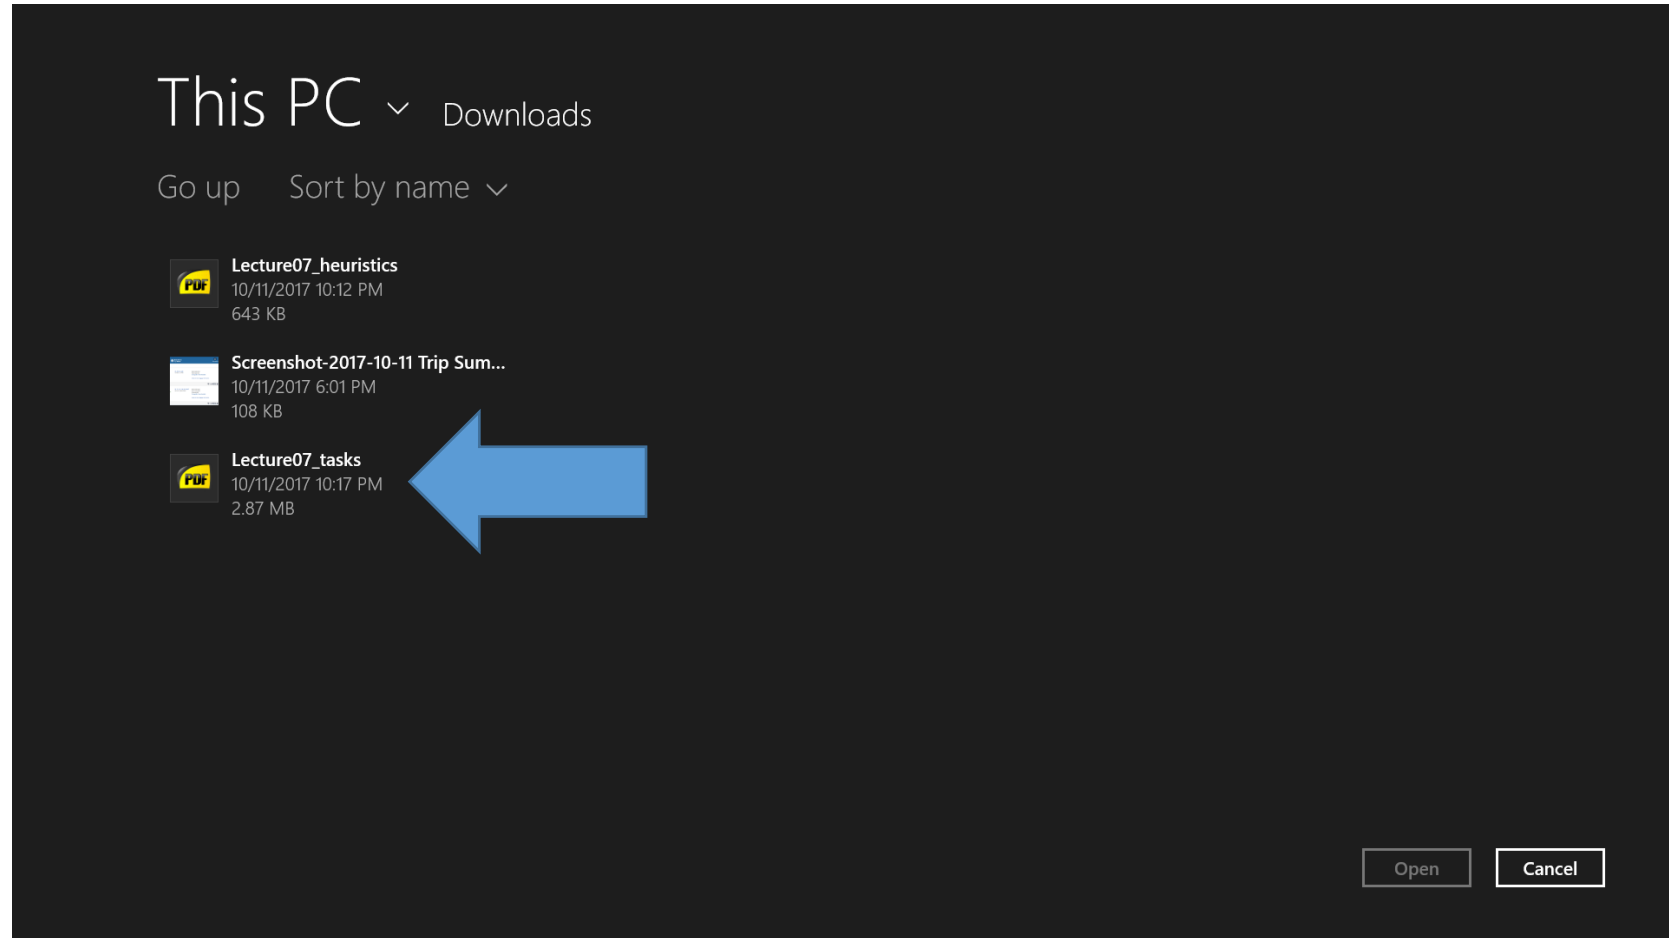 This PC Downloads
Go up Sort by name
Lecture07_heuristics
10/11/2017 10:12 PM
643 KB
Screenshot-2017-10-11 Trip Sum...
10/11/2017 6:01 PM
108 KB
Lecture07_tasks
10/11/2017 10:17 PM
2.87 MB
PDF
PDF
Open Cancel